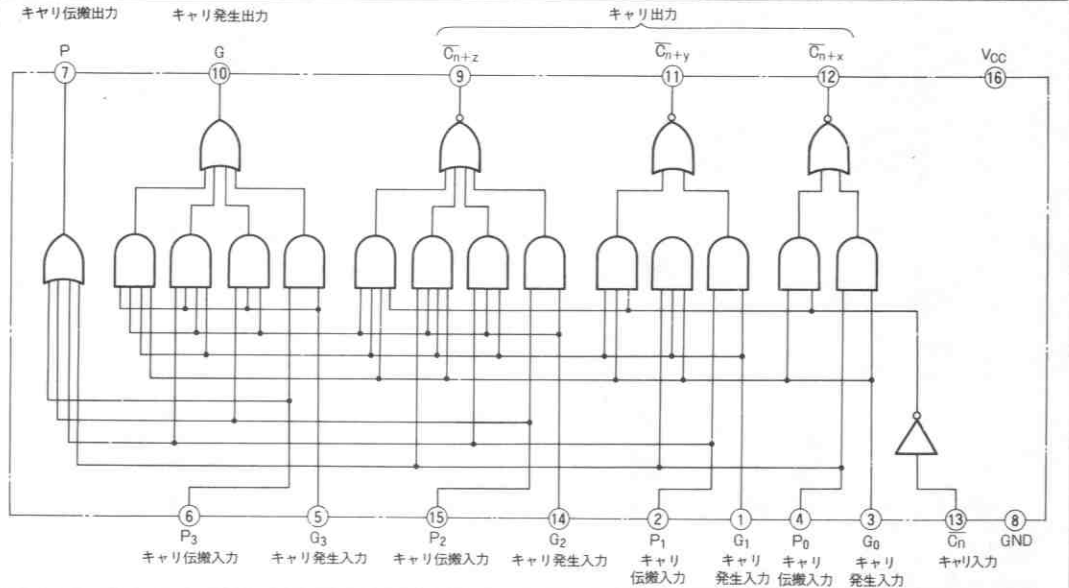 キャリ伝搬出力 キャリ発生出力 キャリ出力
P G C̅n+z C̅n+y C̅n+x VCC
7 10 9 11 12 16
6 5 15 14 2 1 4 3 13 8
P3 G3 P2 G2 P1 G1 P0 G0 C̅n GND
キャリ伝搬入力 キャリ発生入力 キャリ伝搬入力 キャリ発生入力 キャリ キャリ キャリ キャリ キャリ入力
伝搬入力 発生入力 伝搬入力 発生入力